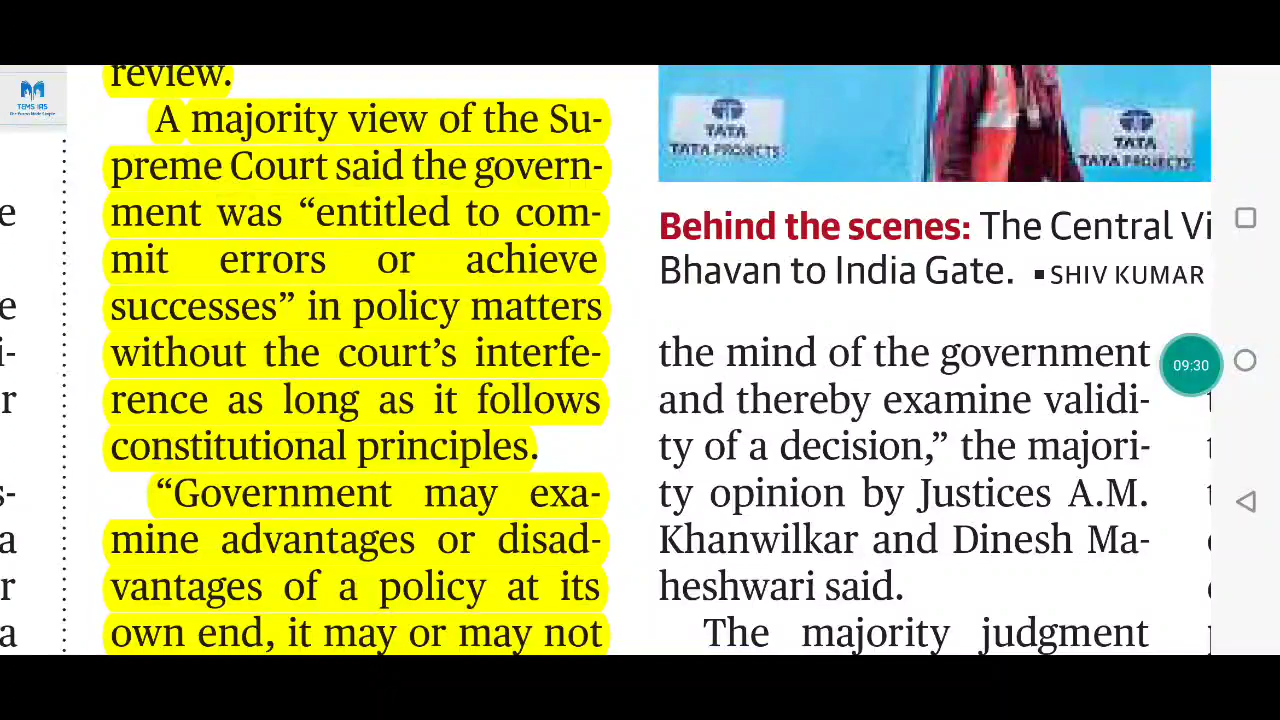 TEMS IAS
review.
A majority view of the Su-
preme Court said the govern-
ment was “entitled to com-
mit errors or achieve
successes” in policy matters
without the court’s interfe-
rence as long as it follows
constitutional principles.
“Government may exa-
mine advantages or disad-
vantages of a policy at its
own end, it may or may not
TATA
TATA PROJECTS
TATA
TATA PROJECTS
Behind the scenes: The Central Vi
Bhavan to India Gate. ▪ SHIV KUMAR
the mind of the government
and thereby examine validi-
ty of a decision,” the majori-
ty opinion by Justices A.M.
Khanwilkar and Dinesh Ma-
heshwari said.
The majority judgment
09:30